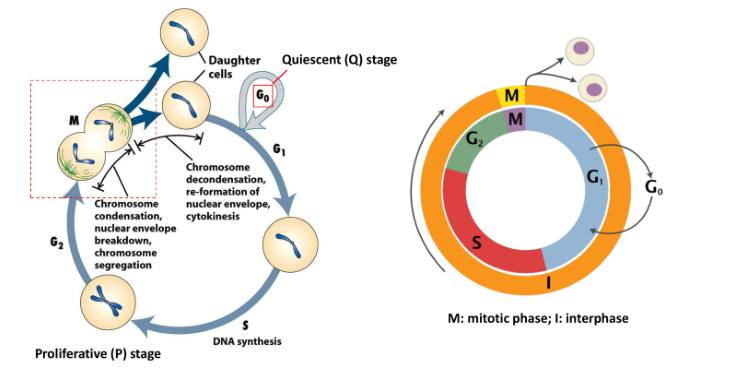 Daughter
cells
Quiescent (Q) stage
G0
M
G1
Chromosome
decondensation,
re-formation of
nuclear envelope,
cytokinesis
Chromosome
condensation,
nuclear envelope
breakdown,
chromosome
segregation
G2
S
DNA synthesis
Proliferative (P) stage
M
M
G2
G1
G0
S
I
M: mitotic phase; I: interphase